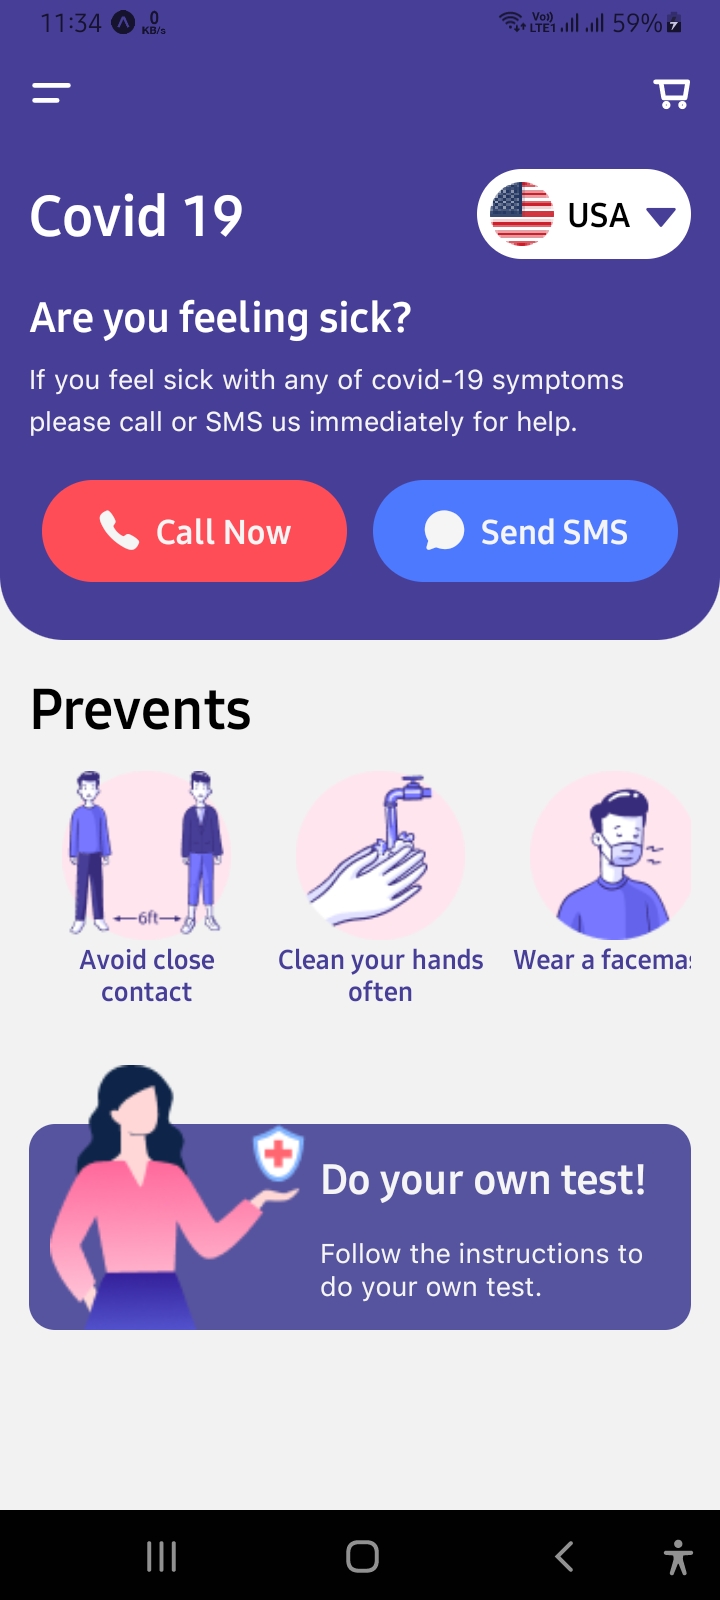 11:34 0 KB/s Vo)) LTE1 59%
Covid 19
USA
Are you feeling sick?
If you feel sick with any of covid-19 symptoms
please call or SMS us immediately for help.
Call Now
Send SMS
Prevents
6ft
Avoid close
contact
Clean your hands
often
Wear a facemas
Do your own test!
Follow the instructions to
do your own test.